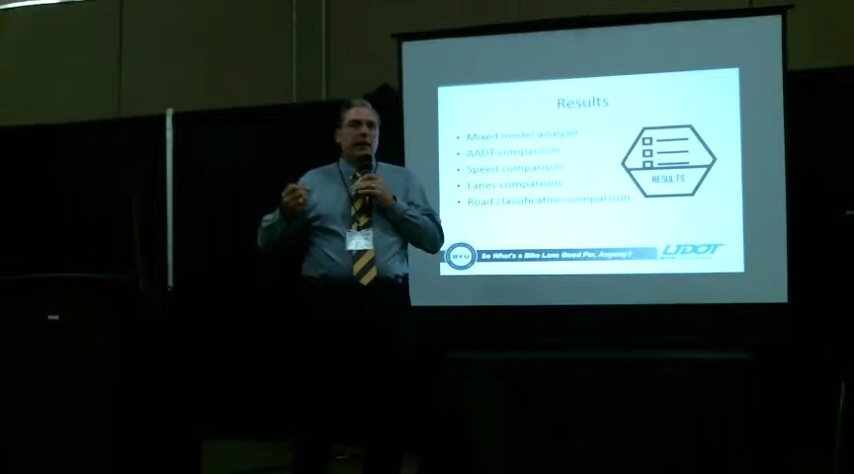 Results
• Mixed model analysis
• AADT comparison
• Speed comparison
• Lanes comparison
• Road classification comparison
RESULTS
BYU
So What's a Bike Lane Good For, Anyway?
UDOT